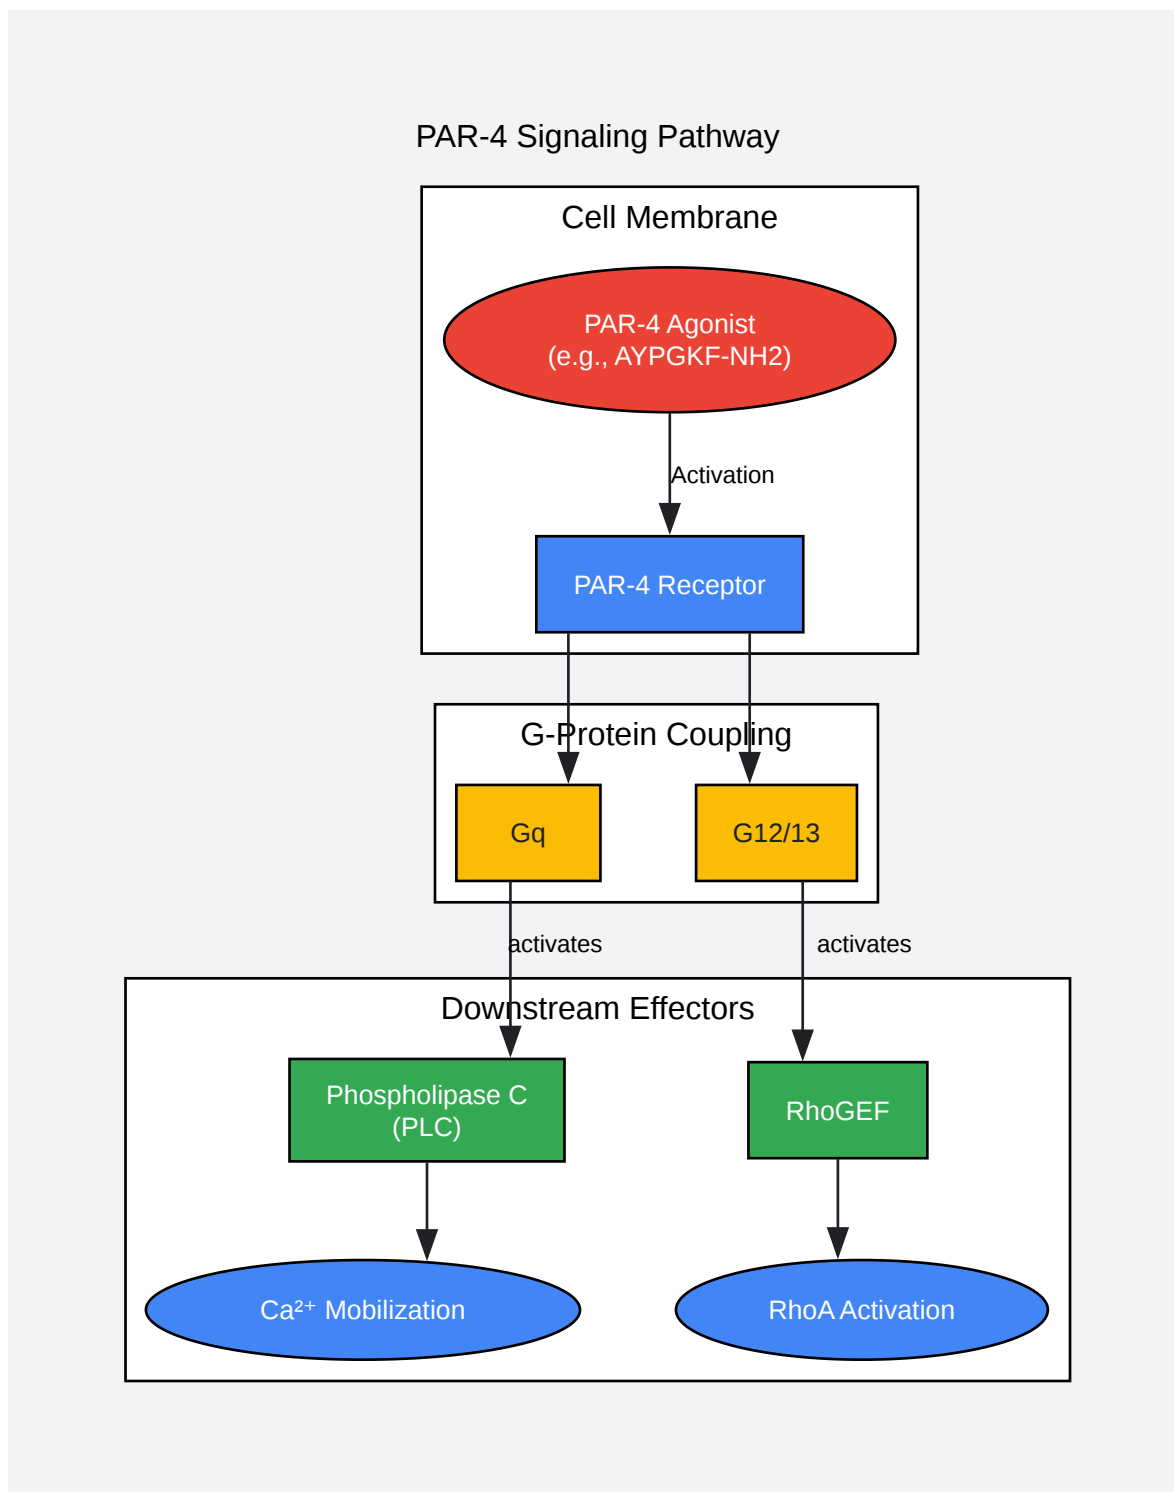 PAR-4 Signaling Pathway
Cell Membrane
PAR-4 Agonist
(e.g., AYPGKF-NH2)
Activation
PAR-4 Receptor
G-Protein Coupling
Gq
G12/13
activates
activates
Downstream Effectors
Phospholipase C
(PLC)
RhoGEF
Ca²⁺ Mobilization
RhoA Activation